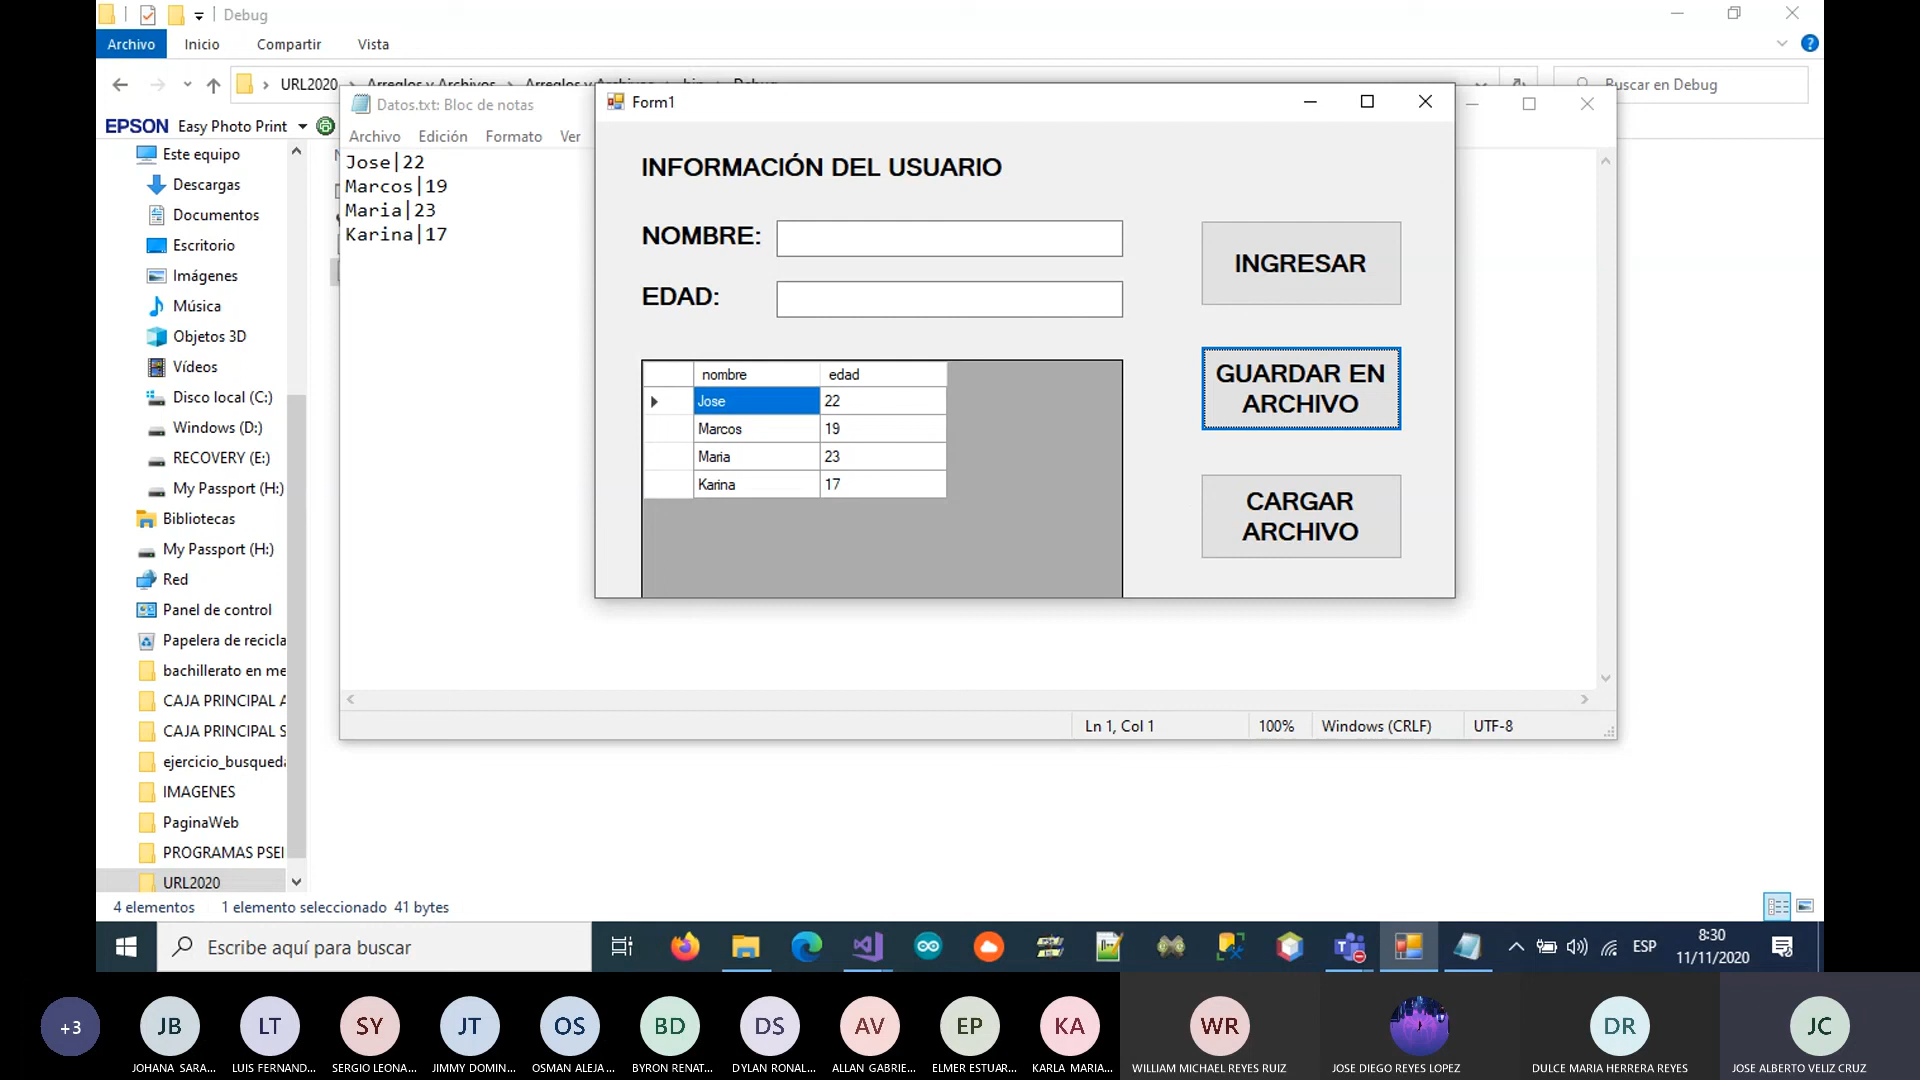 Debug
Archivo Inicio Compartir Vista
URL2020 Arreglos y Archivos Arreglos y Archivos bin Debug
Buscar en Debug
EPSON Easy Photo Print
Este equipo
Descargas
Documentos
Escritorio
Imágenes
Música
Objetos 3D
Vídeos
Disco local (C:)
Windows (D:)
RECOVERY (E:)
My Passport (H:)
Bibliotecas
My Passport (H:)
Red
Panel de control
Papelera de recicla
bachillerato en me
CAJA PRINCIPAL A
CAJA PRINCIPAL S
ejercicio_busqueda
IMAGENES
PaginaWeb
PROGRAMAS PSEI
URL2020
4 elementos 1 elemento seleccionado 41 bytes
Datos.txt: Bloc de notas
Archivo Edición Formato Ver
Jose|22
Marcos|19
Maria|23
Karina|17
Ln 1, Col 1 100% Windows (CRLF) UTF-8
Form1
INFORMACIÓN DEL USUARIO
NOMBRE:
EDAD:
INGRESAR
GUARDAR EN
ARCHIVO
CARGAR
ARCHIVO
nombre edad
Jose 22
Marcos 19
Maria 23
Karina 17
Escribe aquí para buscar
ESP
8:30
11/11/2020
+3
JB
LT
SY
JT
OS
BD
DS
AV
EP
KA
WR
DR
JC
JOHANA SARA...
LUIS FERNAND...
SERGIO LEONA...
JIMMY DOMIN...
OSMAN ALEJA...
BYRON RENAT...
DYLAN RONAL...
ALLAN GABRIE...
ELMER ESTUAR...
KARLA MARIA...
WILLIAM MICHAEL REYES RUIZ
JOSE DIEGO REYES LOPEZ
DULCE MARIA HERRERA REYES
JOSE ALBERTO VELIZ CRUZ